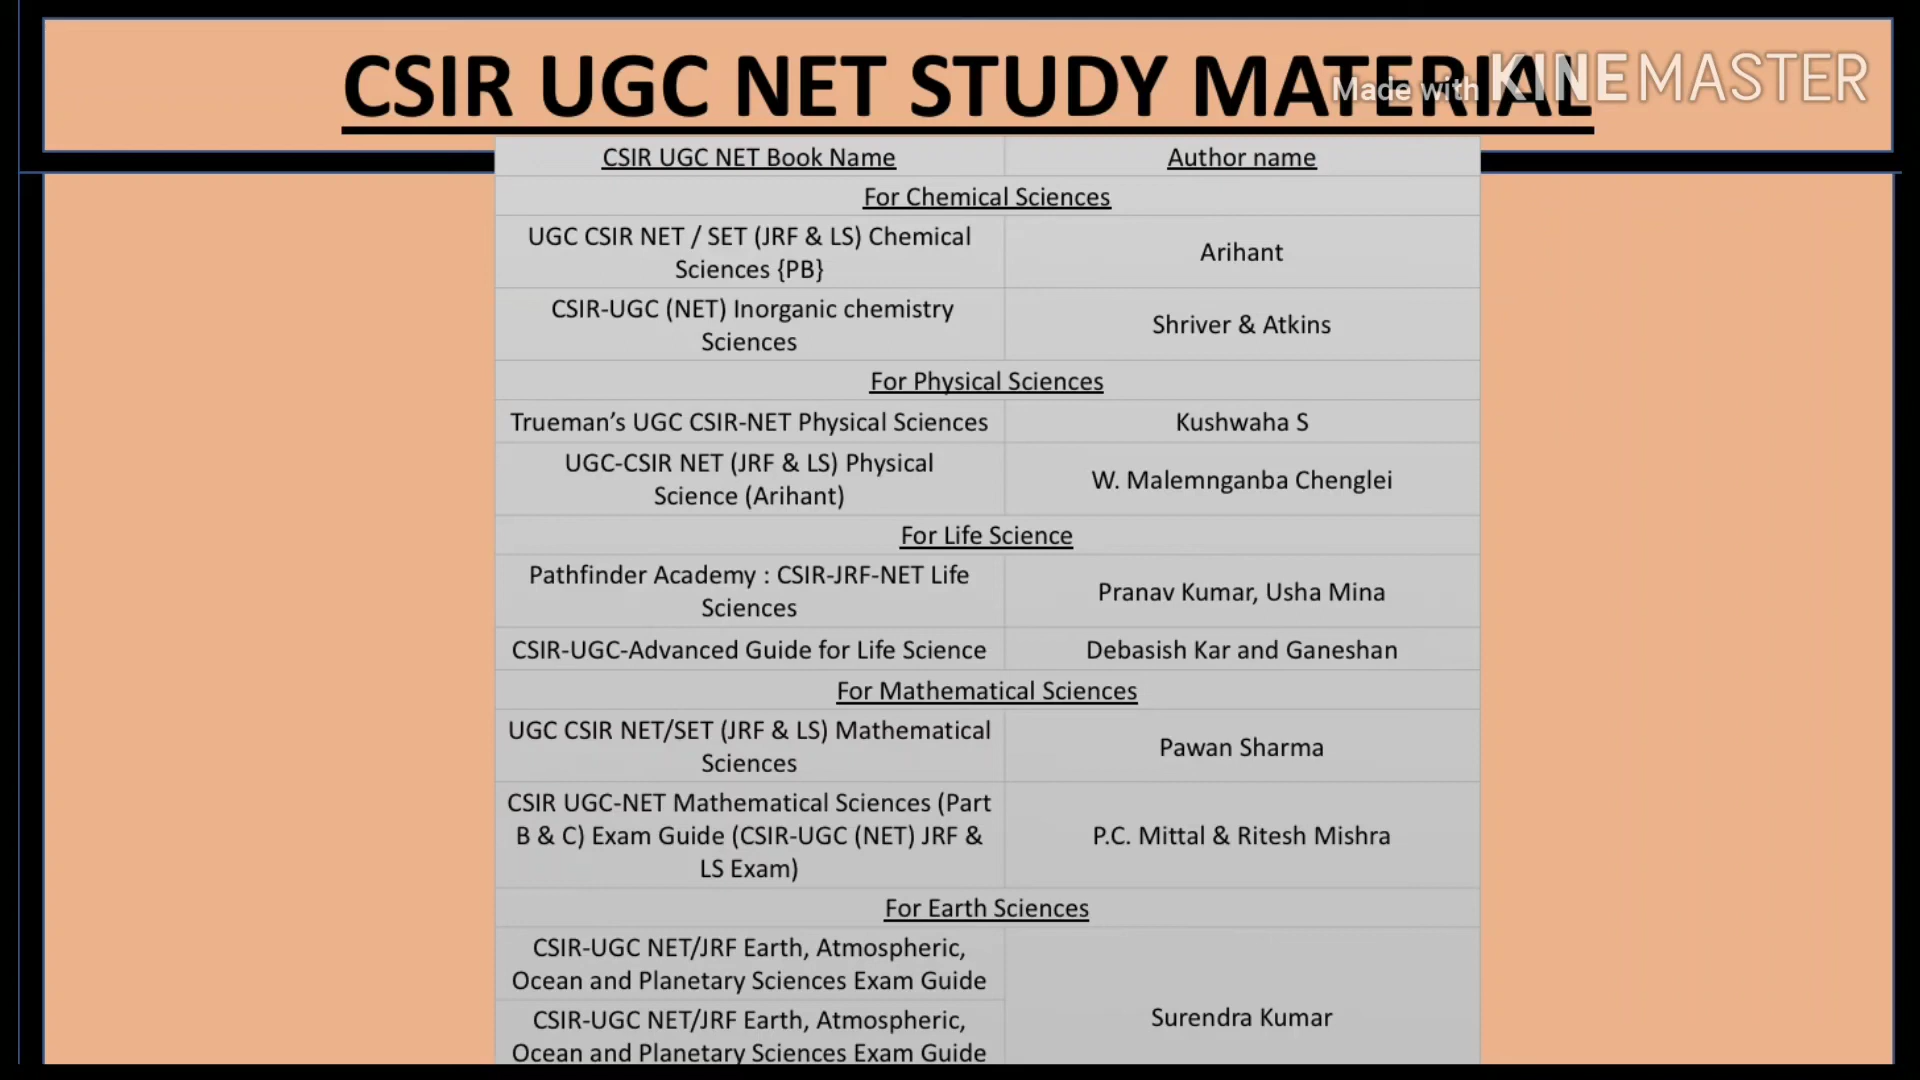 CSIR UGC NET STUDY MATERIAL
Made with KINEMASTER
CSIR UGC NET Book Name
Author name
For Chemical Sciences
UGC CSIR NET / SET (JRF & LS) Chemical
Sciences {PB}
Arihant
CSIR-UGC (NET) Inorganic chemistry
Sciences
Shriver & Atkins
For Physical Sciences
Trueman’s UGC CSIR-NET Physical Sciences
Kushwaha S
UGC-CSIR NET (JRF & LS) Physical
Science (Arihant)
W. Malemnganba Chenglei
For Life Science
Pathfinder Academy : CSIR-JRF-NET Life
Sciences
Pranav Kumar, Usha Mina
CSIR-UGC-Advanced Guide for Life Science
Debasish Kar and Ganeshan
For Mathematical Sciences
UGC CSIR NET/SET (JRF & LS) Mathematical
Sciences
Pawan Sharma
CSIR UGC-NET Mathematical Sciences (Part
B & C) Exam Guide (CSIR-UGC (NET) JRF &
LS Exam)
P.C. Mittal & Ritesh Mishra
For Earth Sciences
CSIR-UGC NET/JRF Earth, Atmospheric,
Ocean and Planetary Sciences Exam Guide
CSIR-UGC NET/JRF Earth, Atmospheric,
Ocean and Planetary Sciences Exam Guide
Surendra Kumar